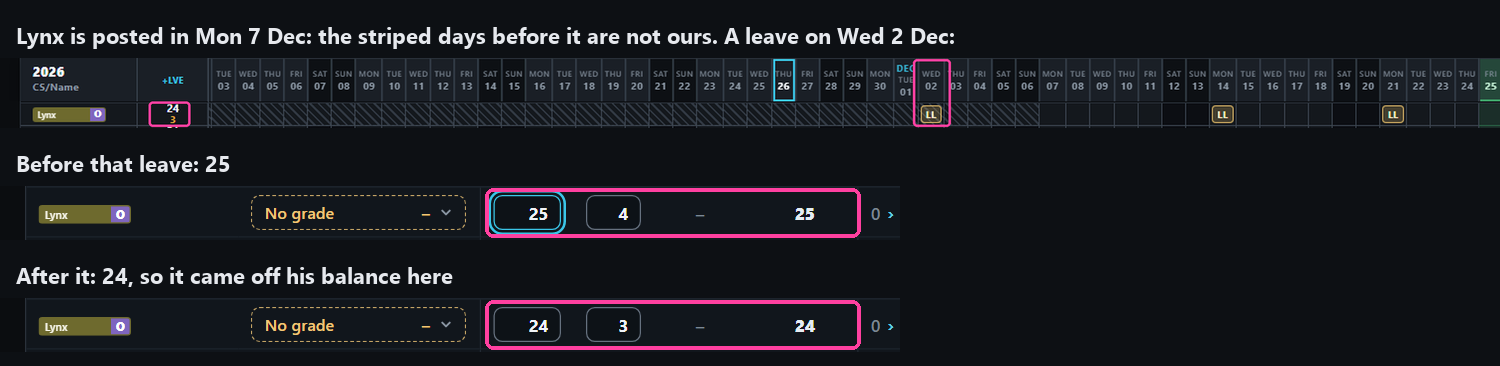 Lynx is posted in Mon 7 Dec: the striped days before it are not ours. A leave on Wed 2 Dec:
2026 +LVE TUE WED THU FRI SAT SUN MON TUE WED THU FRI SAT SUN MON TUE WED THU FRI SAT SUN MON TUE WED THU FRI SAT SUN MON DEC TUE WED THU FRI SAT SUN MON TUE WED THU FRI SAT SUN MON TUE WED THU FRI SAT SUN MON TUE WED THU FRI
CS/Name 03 04 05 06 07 08 09 10 11 12 13 14 15 16 17 18 19 20 21 22 23 24 25 26 27 28 29 30 01 02 03 04 05 06 07 08 09 10 11 12 13 14 15 16 17 18 19 20 21 22 23 24 25
Lynx O 24 LL LL LL
3
Before that leave: 25
Lynx O No grade – 25 4 – 25 0 ›
After it: 24, so it came off his balance here
Lynx O No grade – 24 3 – 24 0 ›